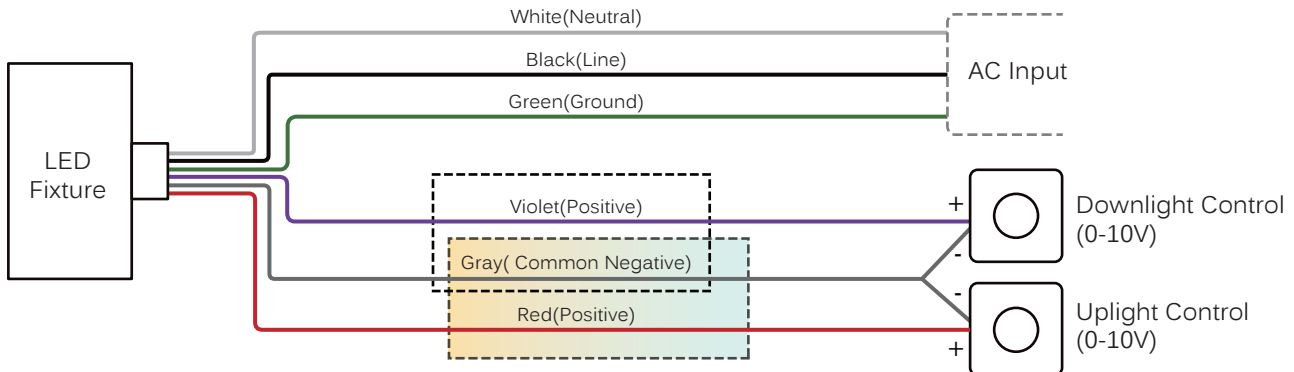 White(Neutral)
Black(Line)
AC Input
Green(Ground)
LED
Fixture
Violet(Positive)
+
Downlight Control
(0-10V)
-
Gray( Common Negative)
-
Red(Positive)
Uplight Control
(0-10V)
+